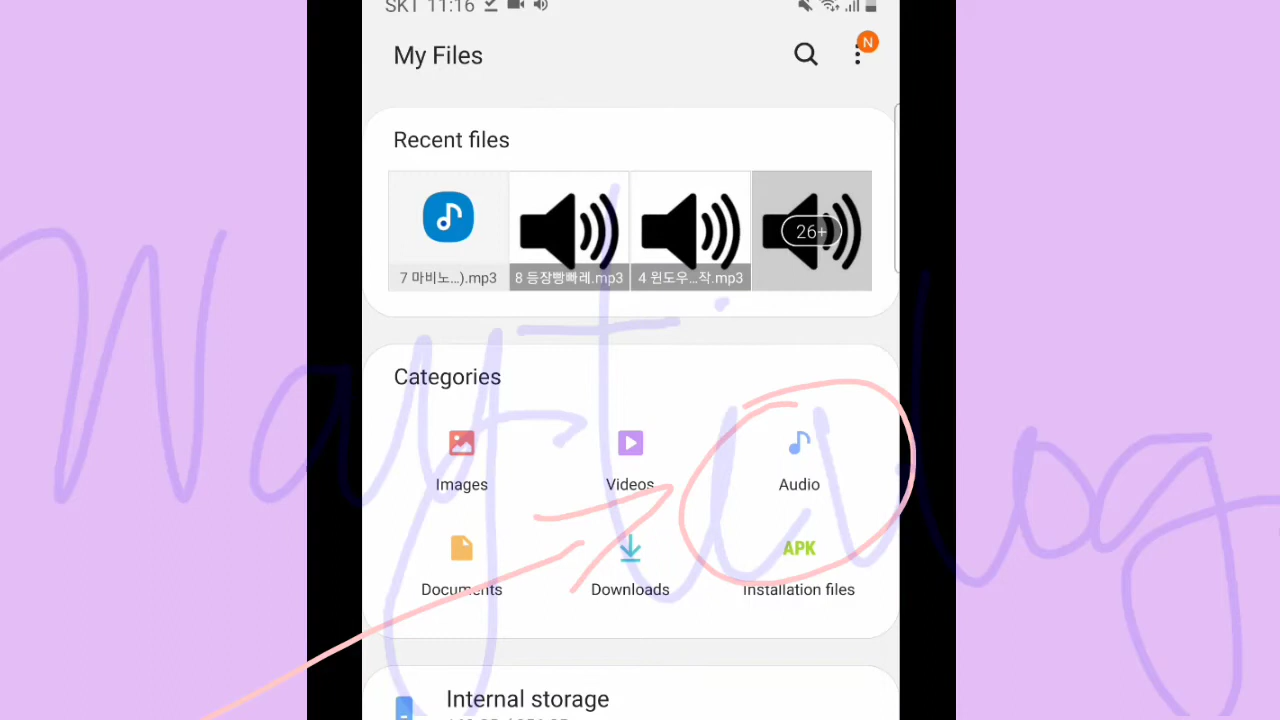 SKT 11:16
My Files
N
Recent files
26+
7 마비노...).mp3
8 등장빵빠레.mp3
4 윈도우...작.mp3
Categories
Images
Videos
Audio
APK
Documents
Downloads
Installation files
Internal storage